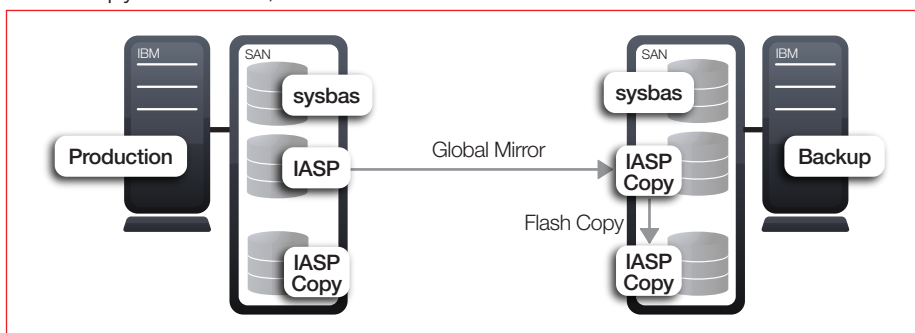 IBM
SAN
sysbas
Production
IASP
IASP
Copy
Global Mirror
SAN
IBM
sysbas
IASP
Copy
Backup
Flash Copy
IASP
Copy